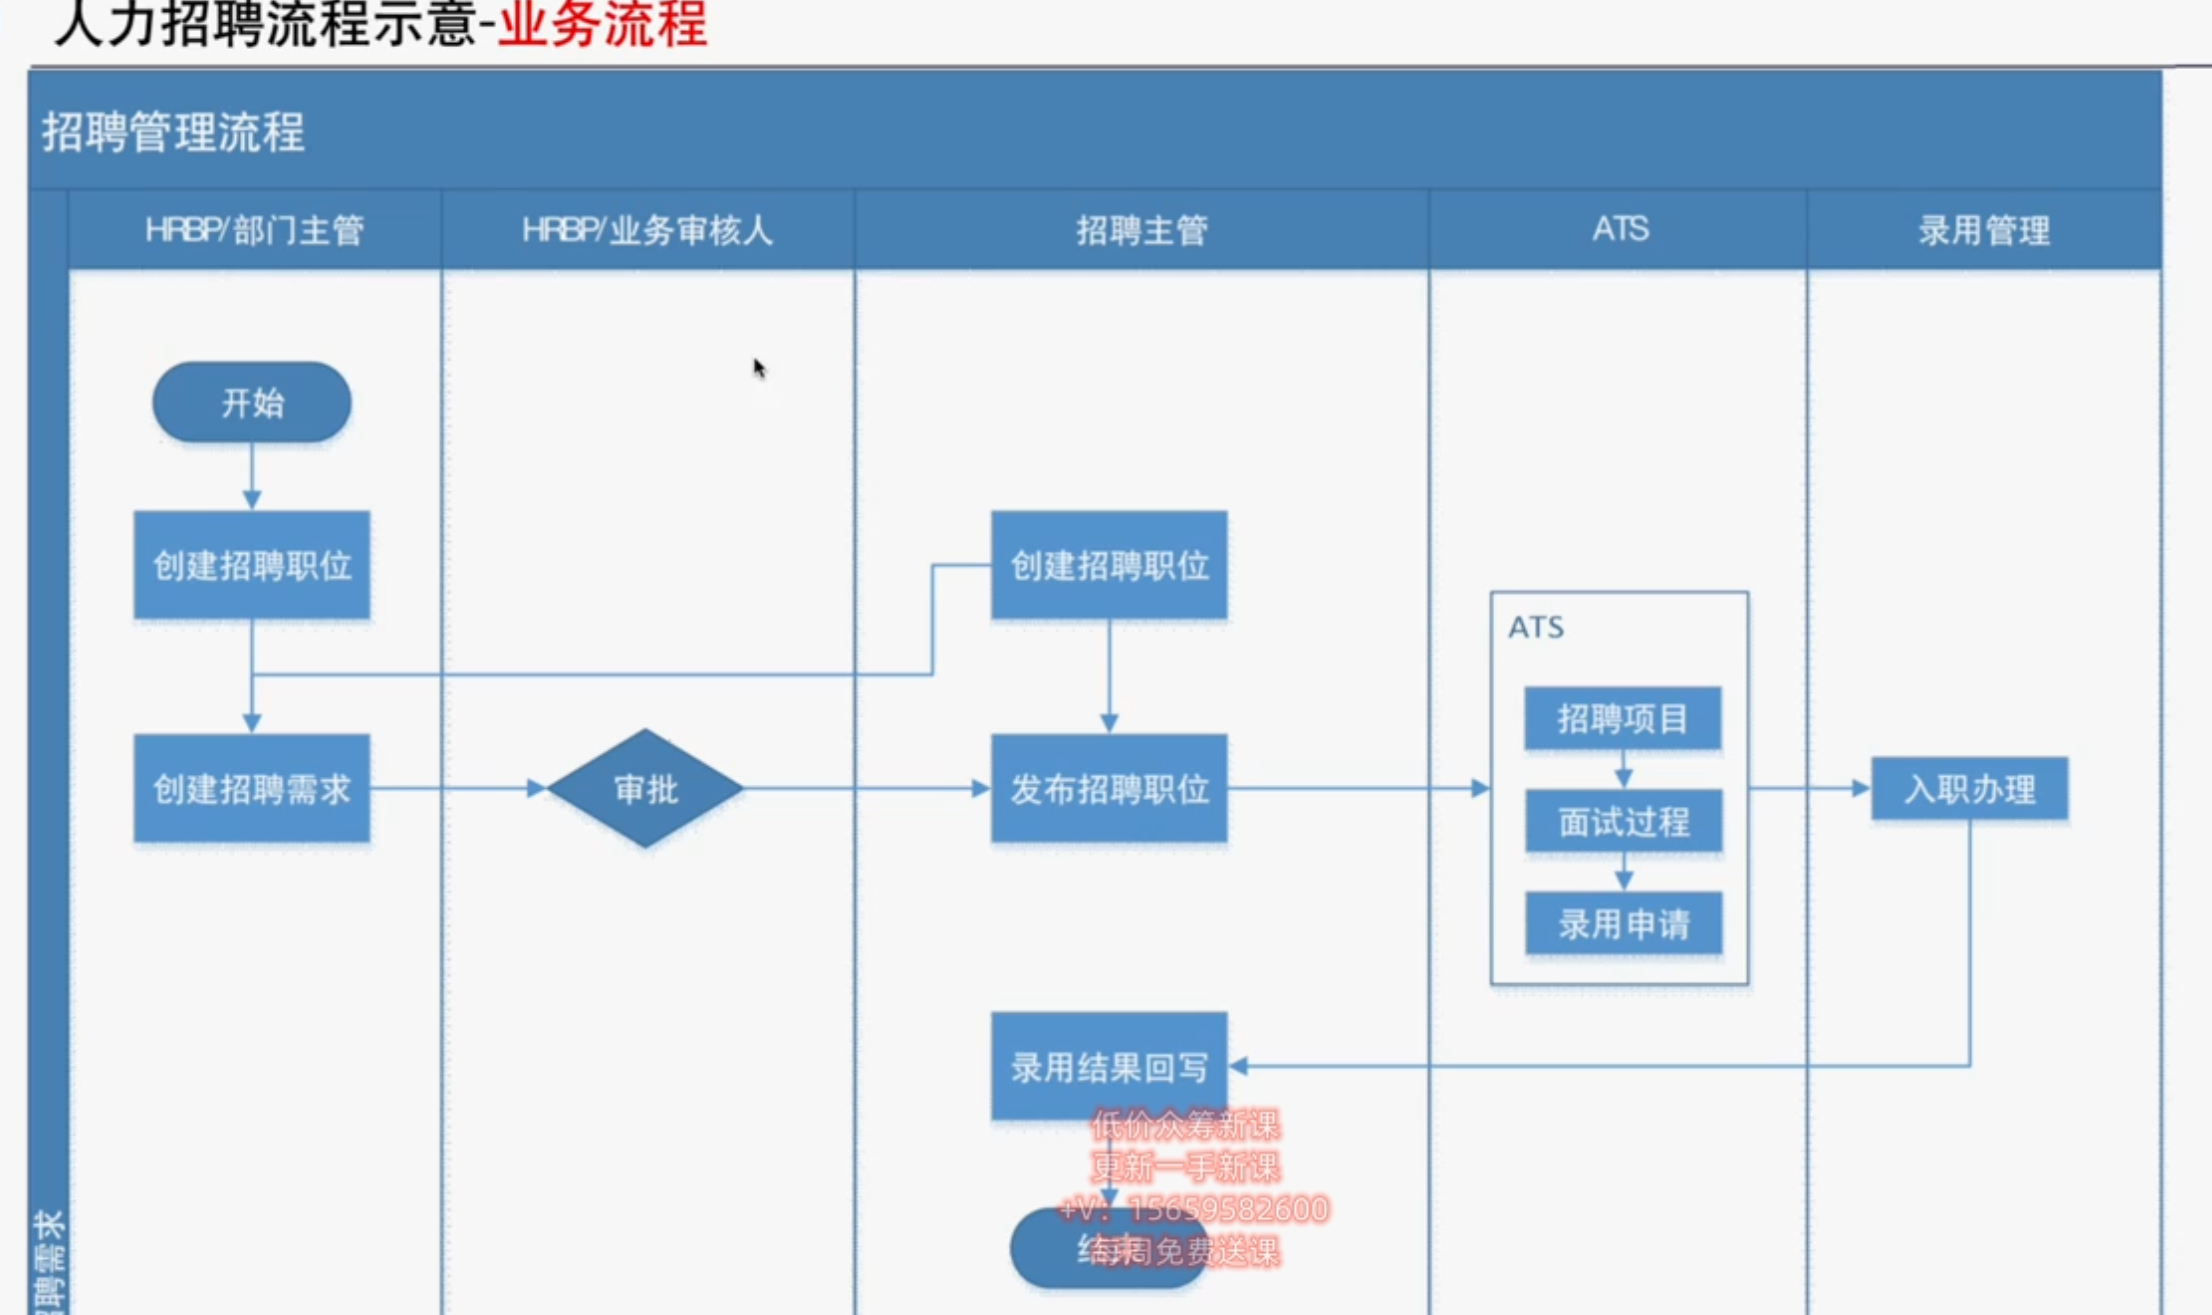 人力招聘流程示意-业务流程
招聘管理流程
HRBP/部门主管
HRBP/业务审核人
招聘主管
ATS
录用管理
开始
创建招聘职位
创建招聘职位
ATS
招聘项目
创建招聘需求
审批
发布招聘职位
面试过程
入职办理
录用申请
录用结果回写
低价众筹新课
更新一手新课
+V：15659582600
结束
每周免费送课
聘需求